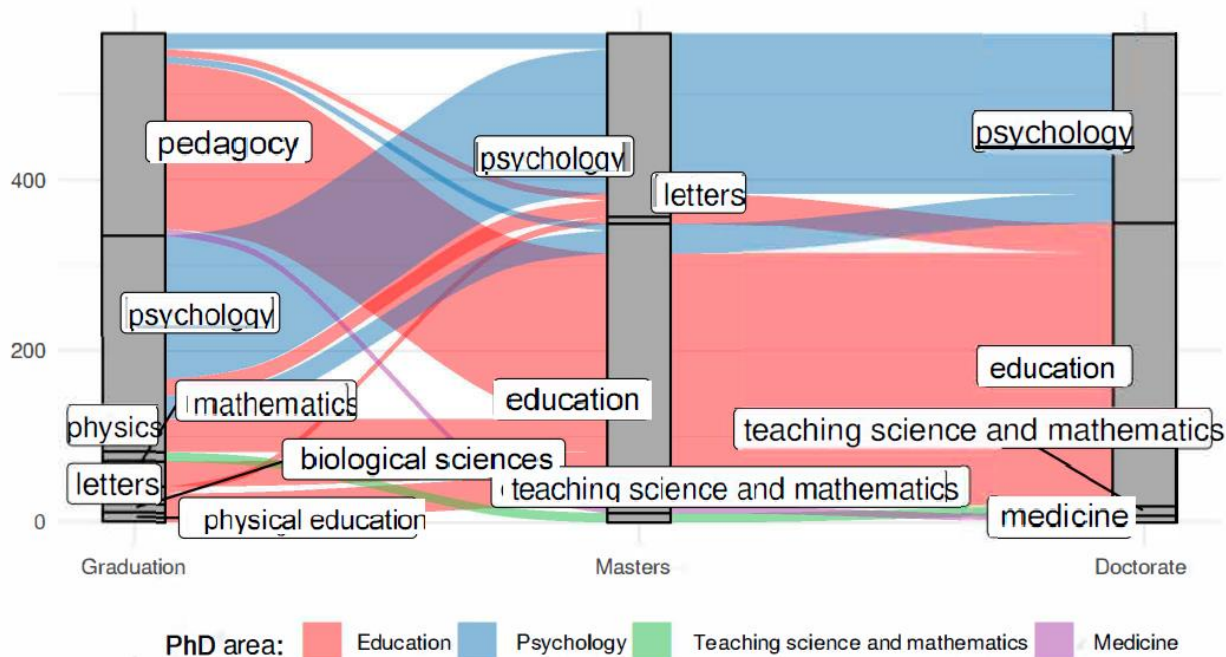 pedagocy
psychology
psychology
letters
psychology
400
psychology
education
education
200
mathematics
physics
teaching science and mathematics
biological sciences
letters
teaching science and mathematics
physical education
medicine
0
Graduation
Masters
Doctorate
PhD area:
Education
Psychology
Teaching science and mathematics
Medicine